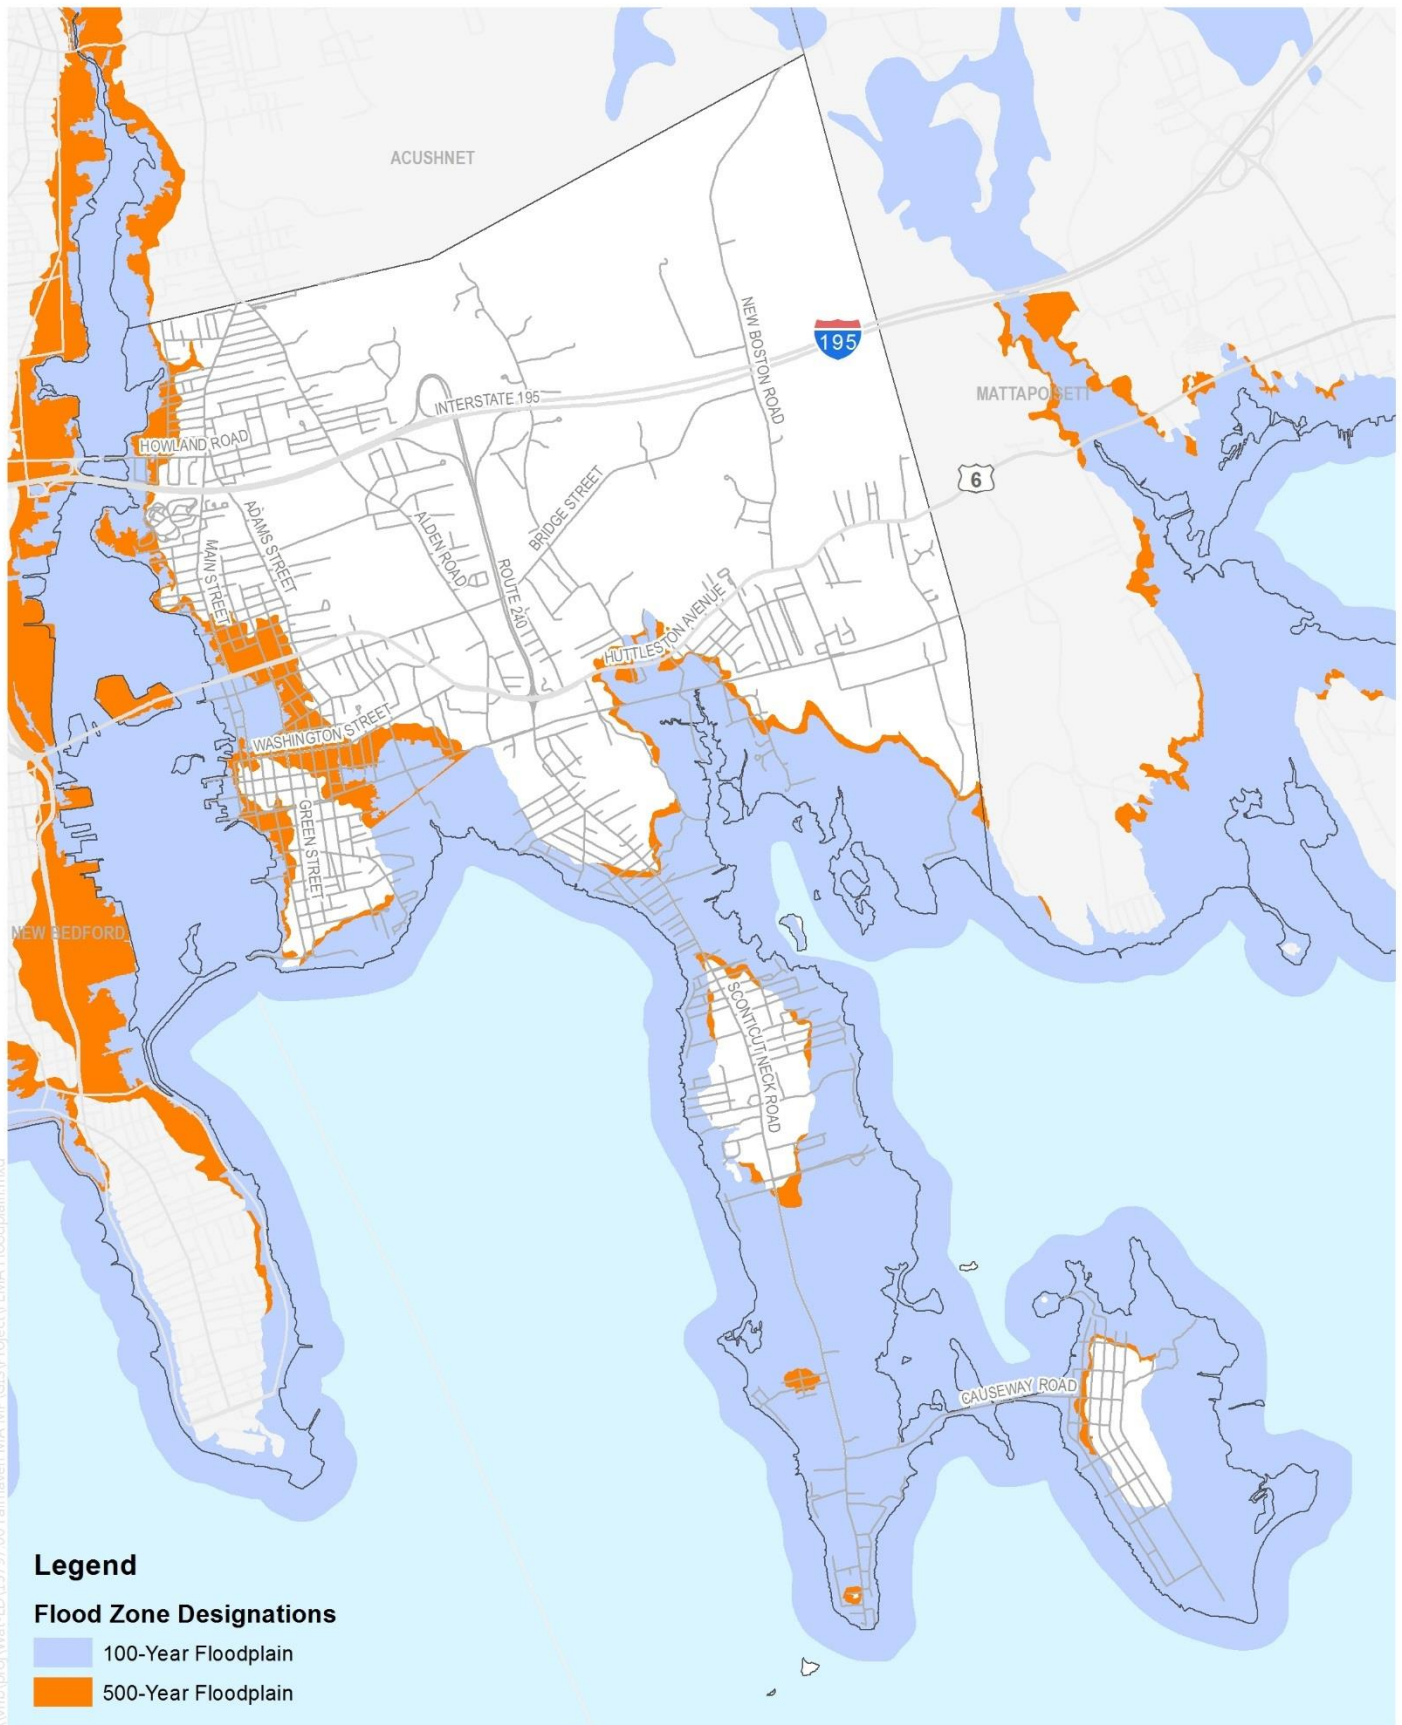 ACUSHNET
NEW BOSTON ROAD
195
INTERSTATE 195
MATTAPOISETT
HOWLAND ROAD
6
BRIDGE STREET
ADAMS STREET
ALDEN ROAD
MAIN STREET
ROUTE 240
HUTTLESTON AVENUE
WASHINGTON STREET
GREEN STREET
NEW BEDFORD
SCONTICUT NECK ROAD
CAUSEWAY ROAD
Legend
Flood Zone Designations
100-Year Floodplain
500-Year Floodplain